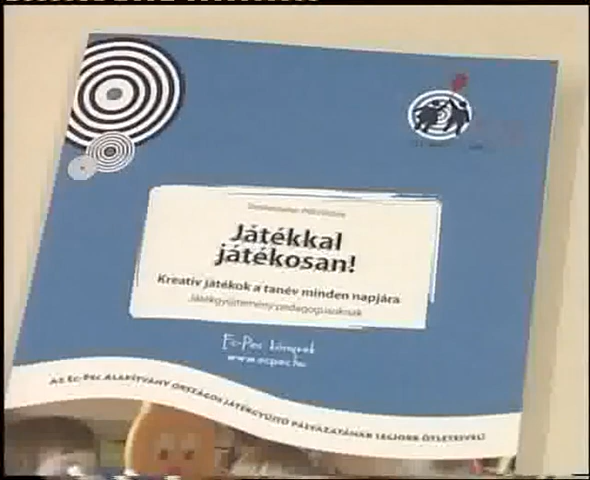 Játékkal
játékosan!
Kreatív játékok a tanév minden napjára
Játékgyűjtemény pedagógusoknak
Ec-Pec könyvek
www.ecpec.hu
AZ EC-PEC ALAPÍTVÁNY ORSZÁGOS JÁTÉKGYŰJTŐ PÁLYÁZATÁNAK LEGJOBB ÖTLETEIVEL!